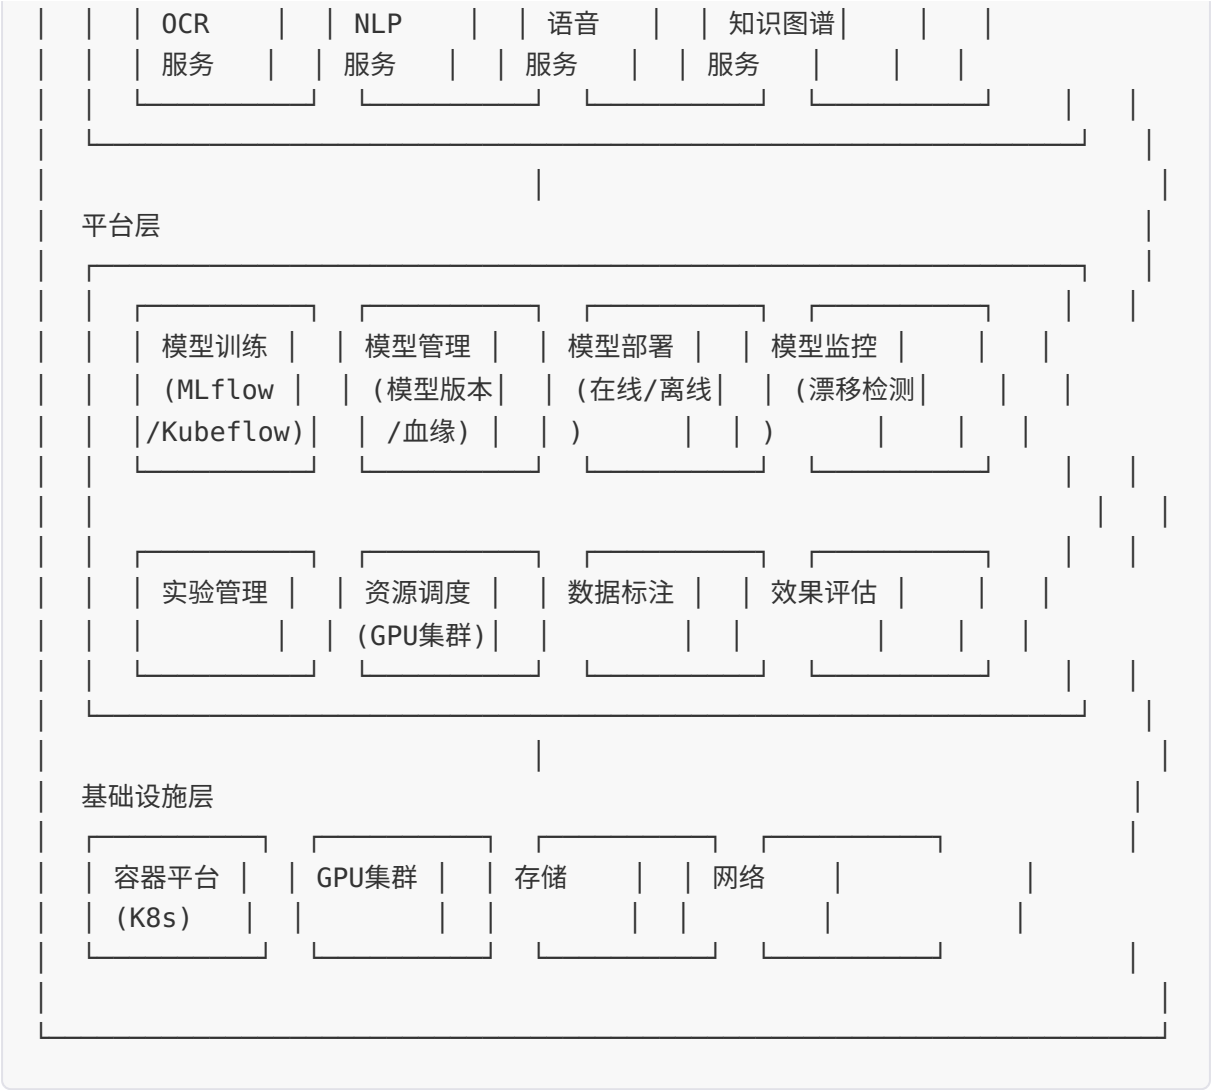 OCR NLP 语音 知识图谱
服务 服务 服务 服务
平台层
模型训练 模型管理 模型部署 模型监控
(MLflow (模型版本 (在线/离线 (漂移检测
/Kubeflow) /血缘) ) )
实验管理 资源调度 数据标注 效果评估
(GPU集群)
基础设施层
容器平台 GPU集群 存储 网络
(K8s)